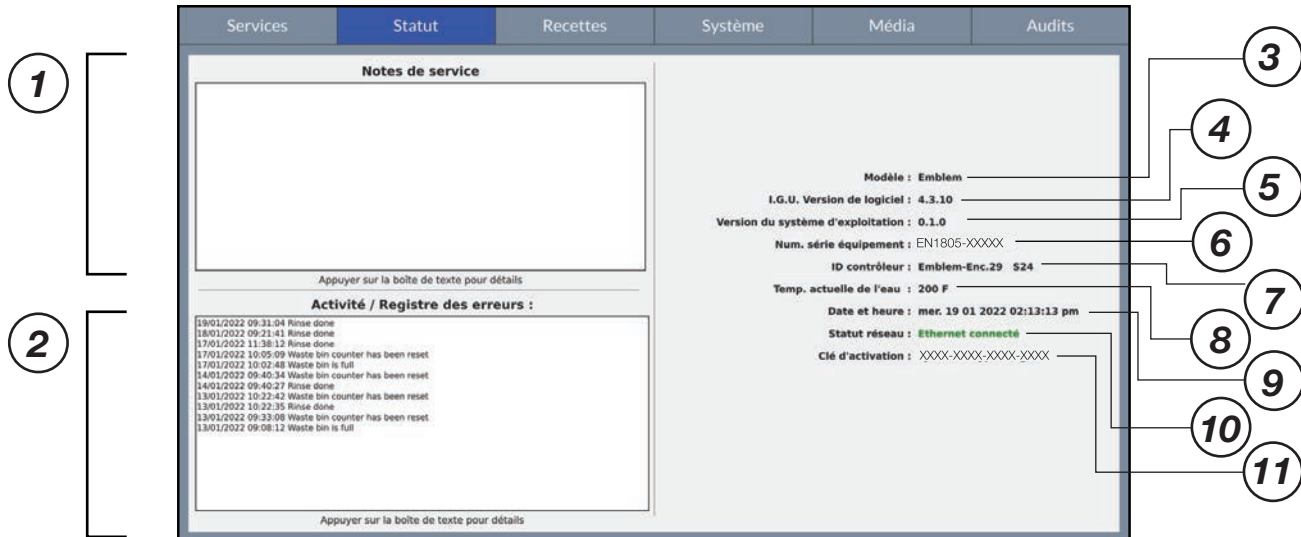 Services Statut Recettes Système Média Audits
1
Notes de service
Appuyer sur la boîte de texte pour détails
2
Activité / Registre des erreurs :
19/01/2022 09:31:04 Rinse done
18/01/2022 09:21:41 Rinse done
17/01/2022 11:38:12 Rinse done
17/01/2022 10:05:09 Waste bin counter has been reset
17/01/2022 10:02:48 Waste bin is full
14/01/2022 09:40:34 Waste bin counter has been reset
14/01/2022 09:40:27 Rinse done
13/01/2022 10:22:42 Waste bin counter has been reset
13/01/2022 10:22:35 Rinse done
13/01/2022 09:33:08 Waste bin counter has been reset
13/01/2022 09:08:12 Waste bin is full
Appuyer sur la boîte de texte pour détails
Modèle : Emblem
I.G.U. Version de logiciel : 4.3.10
Version du système d'exploitation : 0.1.0
Num. série équipement : EN1805-XXXXX
ID contrôleur : Emblem-Enc.29 S24
Temp. actuelle de l'eau : 200 F
Date et heure : mer. 19 01 2022 02:13:13 pm
Statut réseau : Ethernet connecté
Clé d'activation : XXXX-XXX-XXXX-XXXX
3
4
5
6
7
8
9
10
11